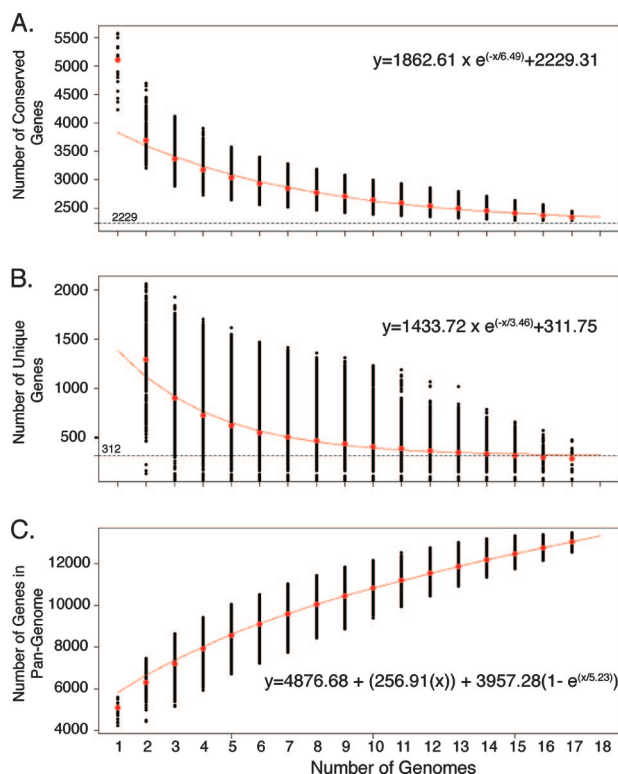 A.
Number of Conserved
Genes
5500
5000
4500
4000
3500
3000
2500
y=1862.61 x e(-x/6.49)+2229.31
2229
B.
Number of Unique
Genes
2000
1500
1000
500
y=1433.72 x e(-x/3.46)+311.75
312
C.
Number of Genes in
Pan-Genome
12000
10000
8000
6000
4000
y=4876.68 + (256.91(x)) + 3957.28(1- e(x/5.23))
1 2 3 4 5 6 7 8 9 10 11 12 13 14 15 16 17 18
Number of Genomes